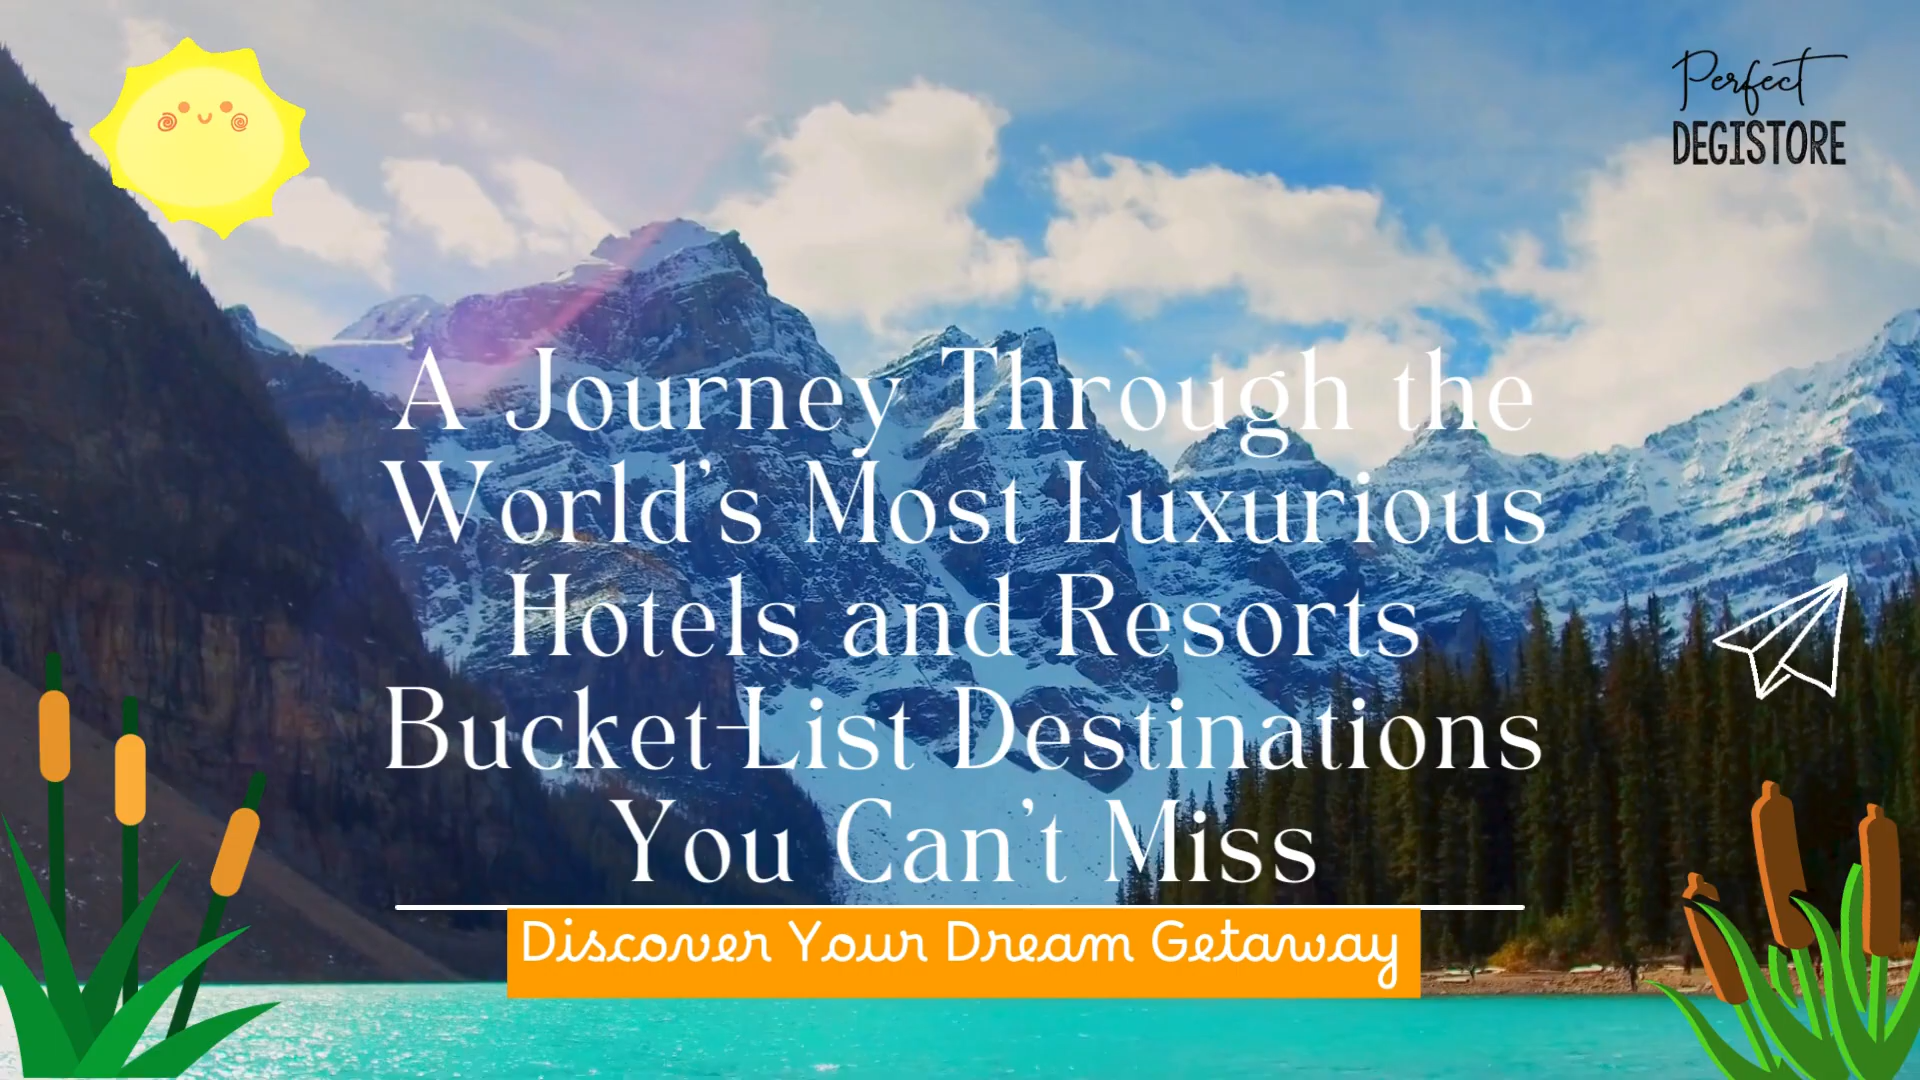 Perfect
DEGISTORE
A Journey Through the
World's Most Luxurious
Hotels and Resorts
Bucket-List Destinations
You Can't Miss
Discover Your Dream Getaway